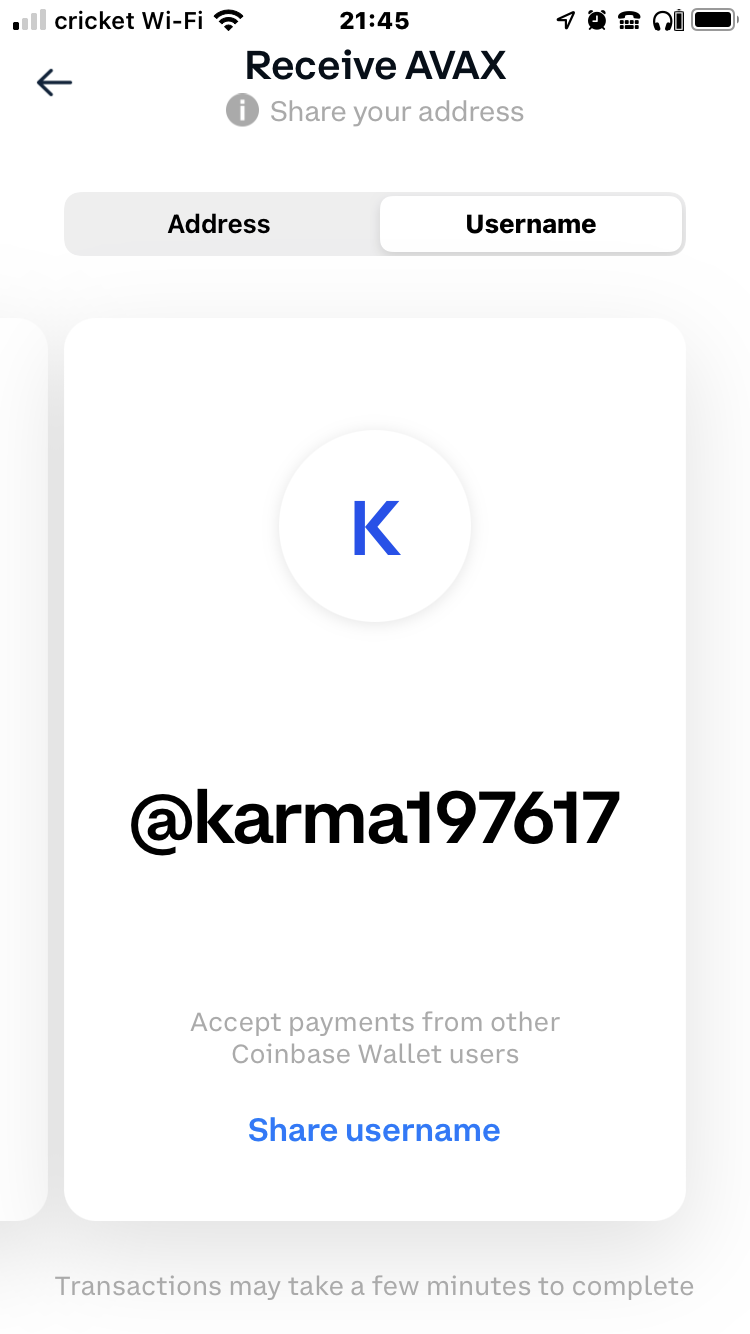 cricket Wi-Fi 21:45
Receive AVAX
i Share your address
Address Username
K
@karma197617
Accept payments from other
Coinbase Wallet users
Share username
Transactions may take a few minutes to complete